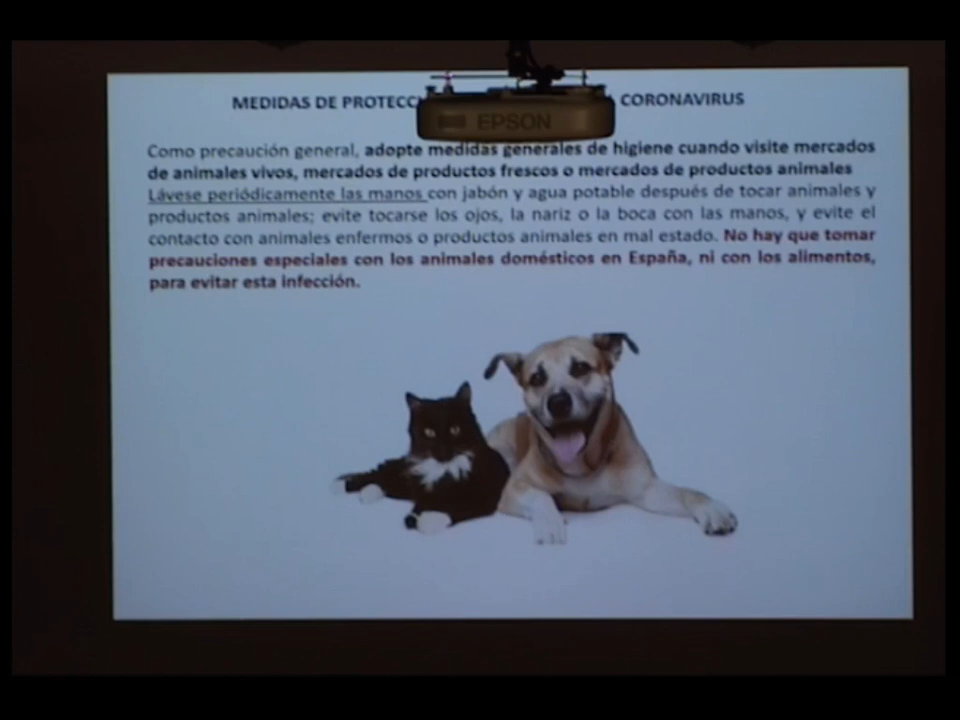 MEDIDAS DE PROTECC CORONAVIRUS
EPSON
Como precaución general, adopte medidas generales de higiene cuando visite mercados
de animales vivos, mercados de productos frescos o mercados de productos animales
Lávese periódicamente las manos con jabón y agua potable después de tocar animales y
productos animales; evite tocarse los ojos, la nariz o la boca con las manos, y evite el
contacto con animales enfermos o productos animales en mal estado. No hay que tomar
precauciones especiales con los animales domésticos en España, ni con los alimentos,
para evitar esta infección.